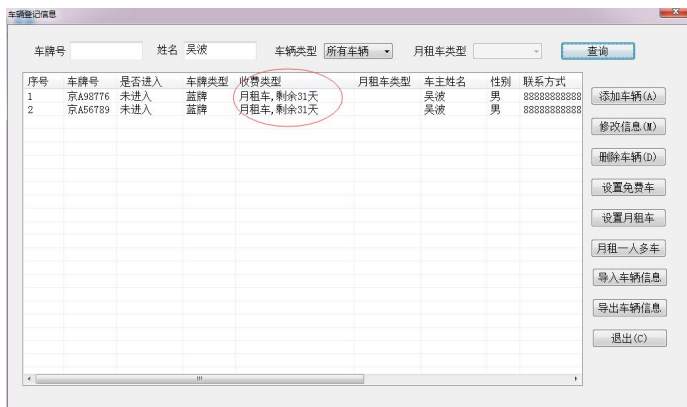 车辆登记信息
车牌号 姓名 吴波 车辆类型 所有车辆 月租车类型 查询
序号 车牌号 是否进入 车牌类型 收费类型 月租车类型 车主姓名 性别 联系方式
1 京A98776 未进入 蓝牌 月租车,剩余31天 吴波 男 88888888888
2 京A56789 未进入 蓝牌 月租车,剩余31天 吴波 男 88888888888
添加车辆(A)
修改信息(M)
删除车辆(D)
设置免费车
设置月租车
月租一人多车
导入车辆信息
导出车辆信息
退出(C)